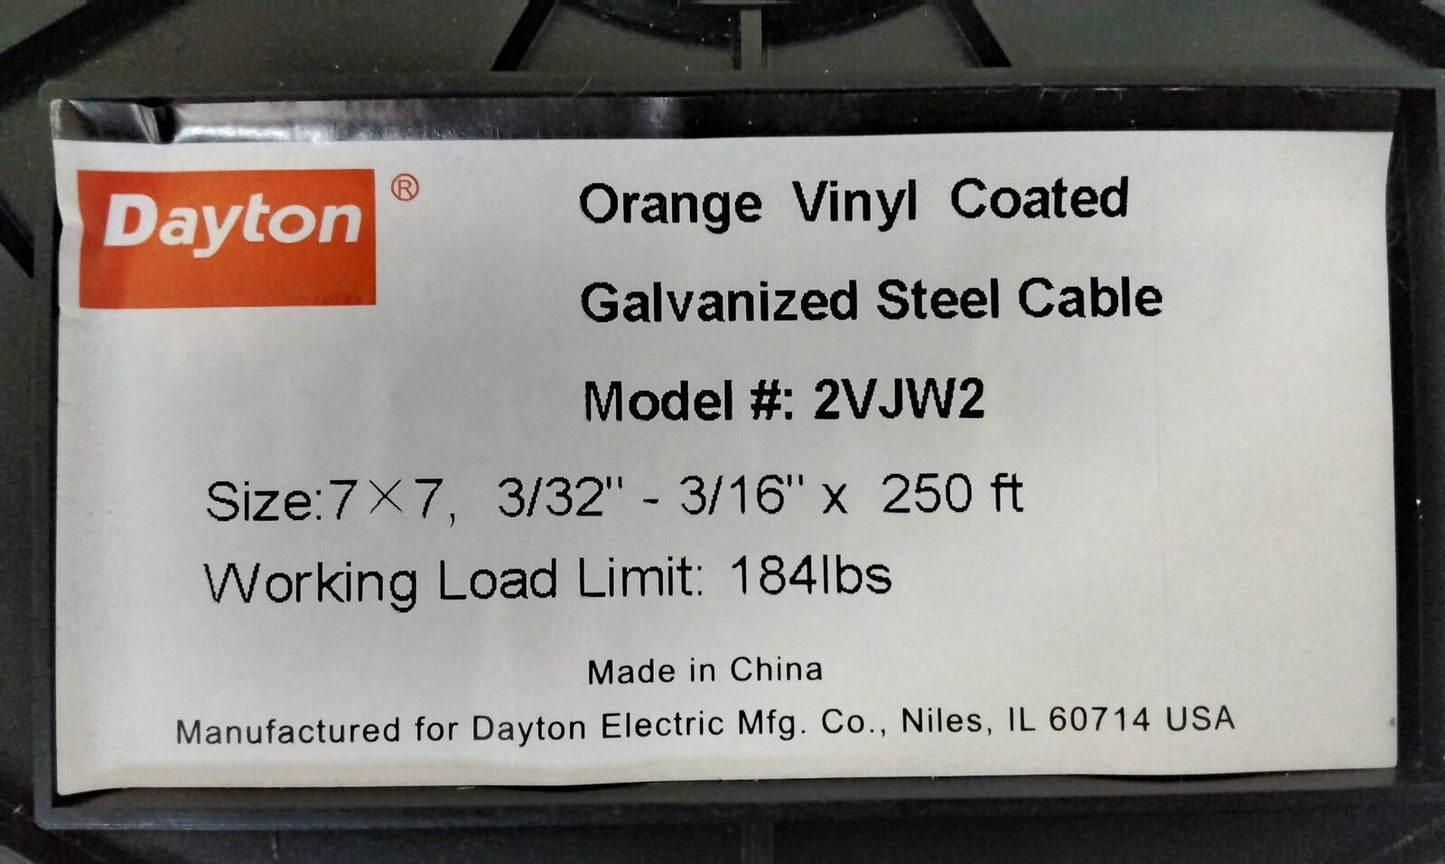 Dayton®
Orange Vinyl Coated
Galvanized Steel Cable
Model #: 2VJW2
Size:7×7, 3/32" - 3/16" x 250 ft
Working Load Limit: 184lbs
Made in China
Manufactured for Dayton Electric Mfg. Co., Niles, IL 60714 USA